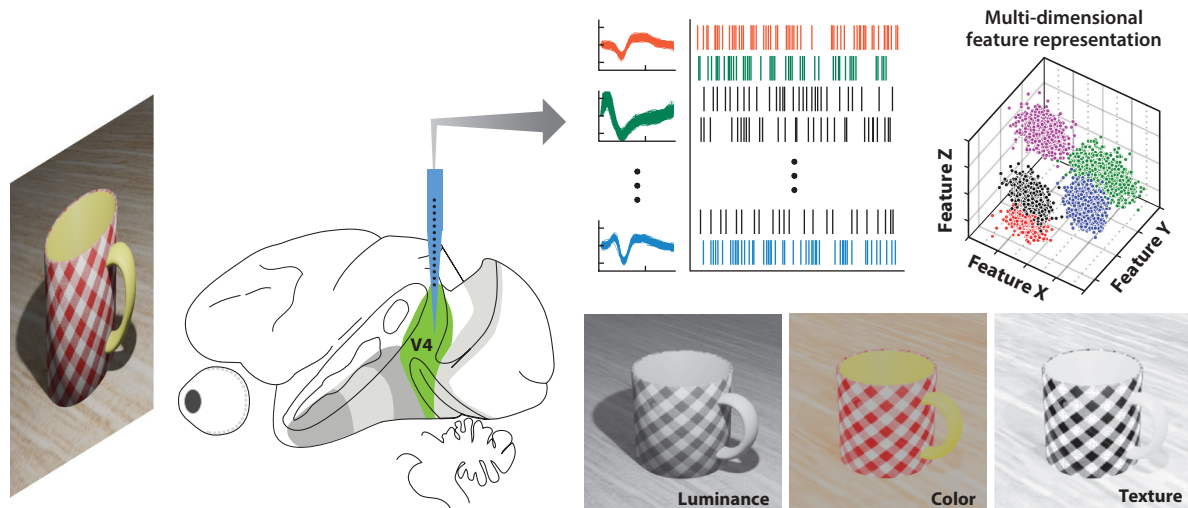 Multi-dimensional
feature representation
Feature Z
Feature X
Feature Y
V4
Luminance
Color
Texture